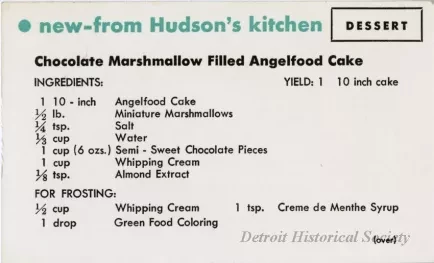 new-from Hudson's kitchen
DESSERT
Chocolate Marshmallow Filled Angelfood Cake
INGREDIENTS: YIELD: 1 10 inch cake
1 10 - inch Angelfood Cake
½ lb. Miniature Marshmallows
¼ tsp. Salt
⅓ cup Water
1 cup (6 ozs.) Semi - Sweet Chocolate Pieces
1 cup Whipping Cream
⅛ tsp. Almond Extract
FOR FROSTING:
½ cup Whipping Cream 1 tsp. Creme de Menthe Syrup
1 drop Green Food Coloring
Detroit Historical Society
(over)